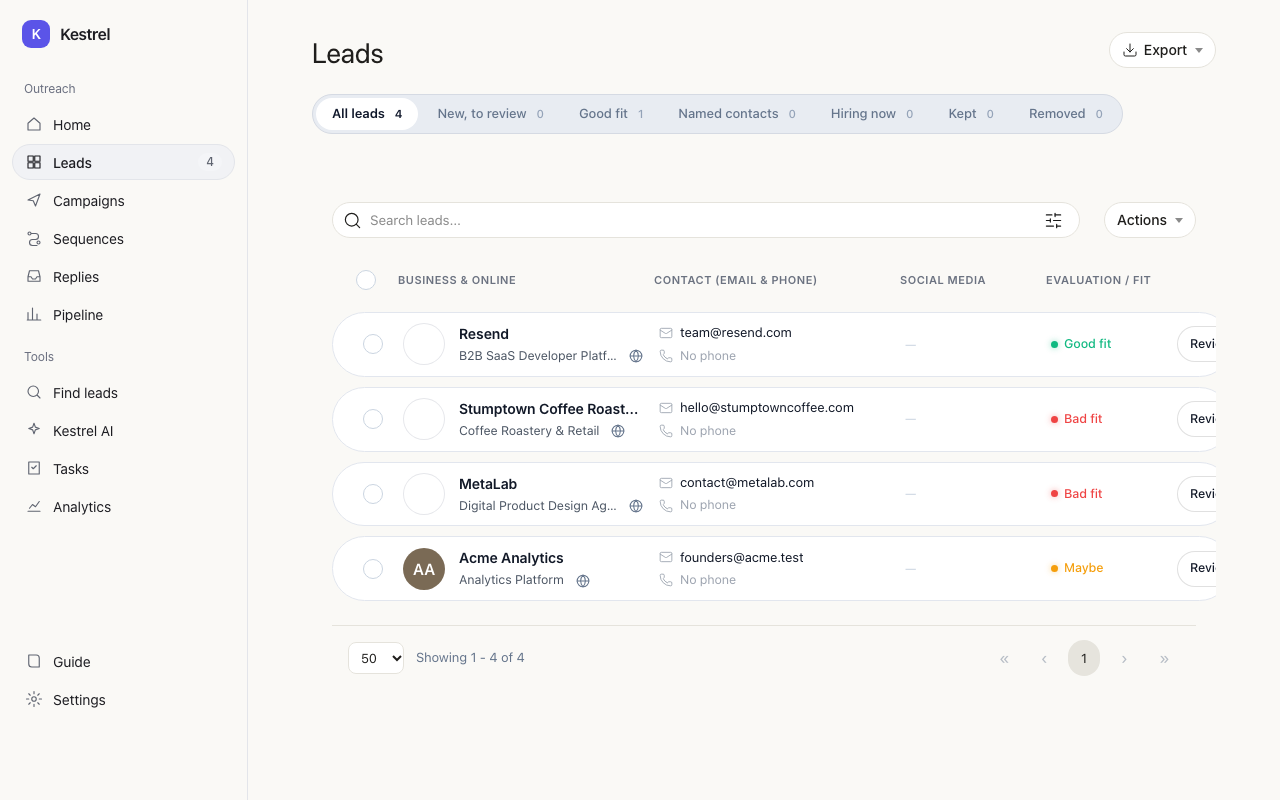 K Kestrel
Outreach
Home
Leads 4
Campaigns
Sequences
Replies
Pipeline
Tools
Find leads
Kestrel AI
Tasks
Analytics
Guide
Settings
Leads
Export
All leads 4 New, to review 0 Good fit 1 Named contacts 0 Hiring now 0 Kept 0 Removed 0
Search leads...
Actions
BUSINESS & ONLINE CONTACT (EMAIL & PHONE) SOCIAL MEDIA EVALUATION / FIT
Resend
B2B SaaS Developer Platf...
team@resend.com
No phone
—
Good fit
Revi
Stumptown Coffee Roast...
Coffee Roastery & Retail
hello@stumptowncoffee.com
No phone
—
Bad fit
Revi
MetaLab
Digital Product Design Ag...
contact@metalab.com
No phone
—
Bad fit
Revi
AA
Acme Analytics
Analytics Platform
founders@acme.test
No phone
—
Maybe
Revi
50 Showing 1 - 4 of 4 « ‹ 1 › »